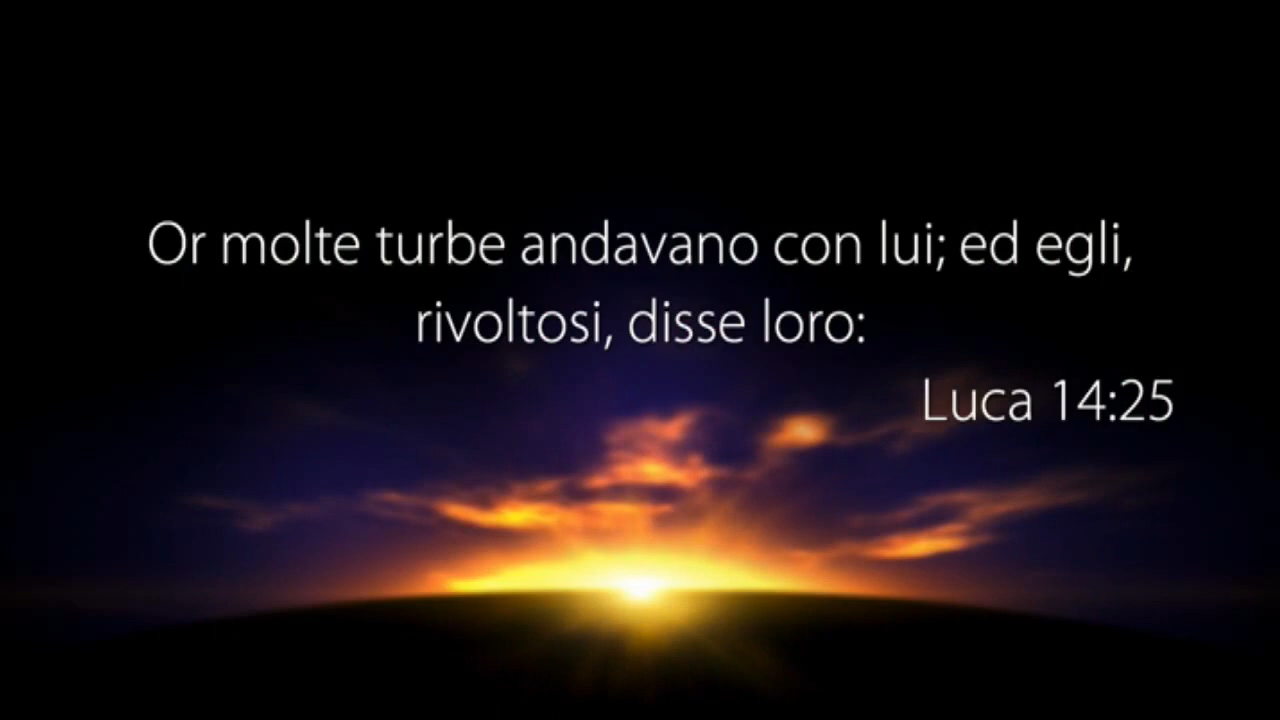 Or molte turbe andavano con lui; ed egli,
rivoltosi, disse loro:
Luca 14:25